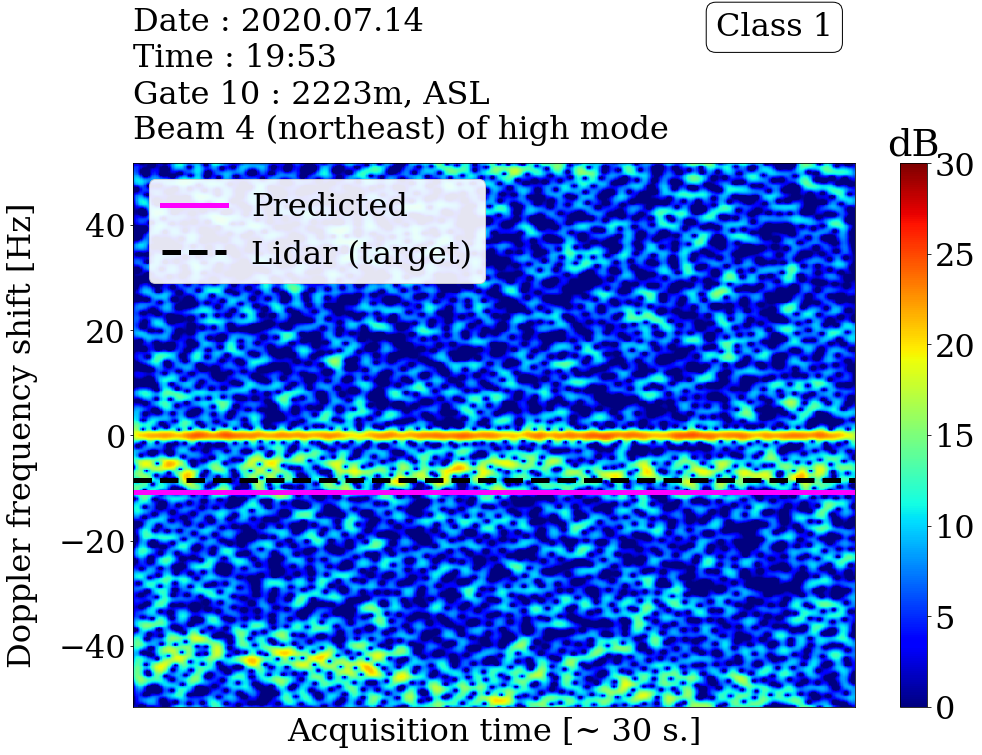 Date : 2020.07.14
Time : 19:53
Gate 10 : 2223m, ASL
Beam 4 (northeast) of high mode
Class 1
dB
Predicted
Lidar (target)
Doppler frequency shift [Hz]
40
20
0
−20
−40
Acquisition time [~ 30 s.]
30
25
20
15
10
5
0